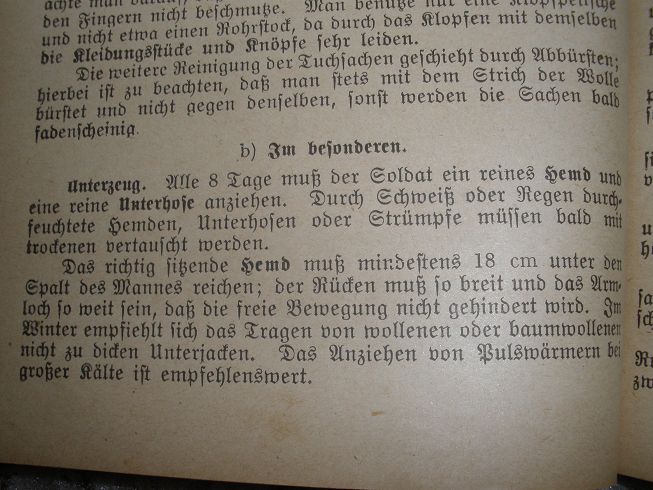 achte man darauf,
den Fingern nicht beschmutze. Man benutze nur eine Klopfpeitsche
und nicht etwa einen Rohrstock, da durch das Klopfen mit demselben
die Kleidungsstücke und Knöpfe sehr leiden.
Die weitere Reinigung der Tuchsachen geschieht durch Abbürsten;
hierbei ist zu beachten, daß man stets mit dem Strich der Wolle
bürstet und nicht gegen denselben, sonst werden die Sachen bald
fadenscheinig.
b) Im besonderen.
Unterzeug. Alle 8 Tage muß der Soldat ein reines Hemd und
eine reine Unterhose anziehen. Durch Schweiß oder Regen durch-
feuchtete Hemden, Unterhosen oder Strümpfe müssen bald mit
trockenen vertauscht werden.
Das richtig sitzende Hemd muß mindestens 18 cm unter den
Spalt des Mannes reichen; der Rücken muß so breit und das Arm-
loch so weit sein, daß die freie Bewegung nicht gehindert wird. Im
Winter empfiehlt sich das Tragen von wollenen oder baumwollenen
nicht zu dicken Unterjacken. Das Anziehen von Pulswärmern bei
großer Kälte ist empfehlenswert.